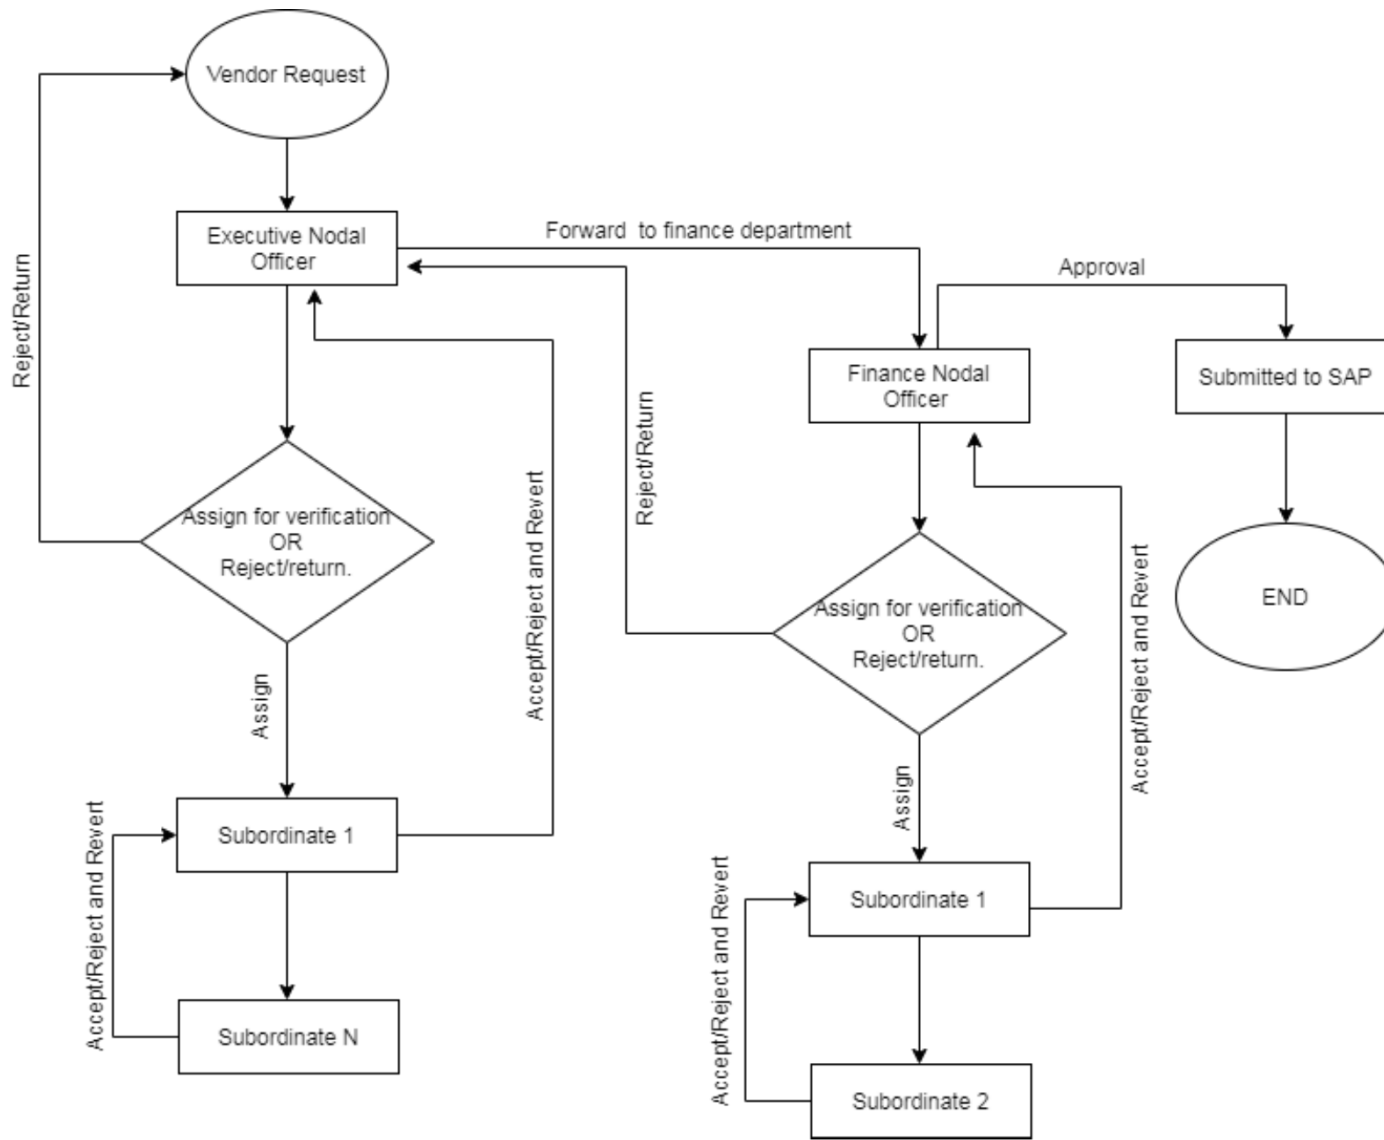 Vendor Request
Executive Nodal
Officer
Forward  to finance department
Approval
Reject/Return
Finance Nodal
Officer
Submitted to SAP
Reject/Return
Assign for verification
OR
Reject/return.
Accept/Reject and Revert
Assign for verification
OR
Reject/return.
Accept/Reject and Revert
END
Assign
Assign
Subordinate 1
Accept/Reject and Revert
Subordinate 1
Accept/Reject and Revert
Subordinate N
Subordinate 2